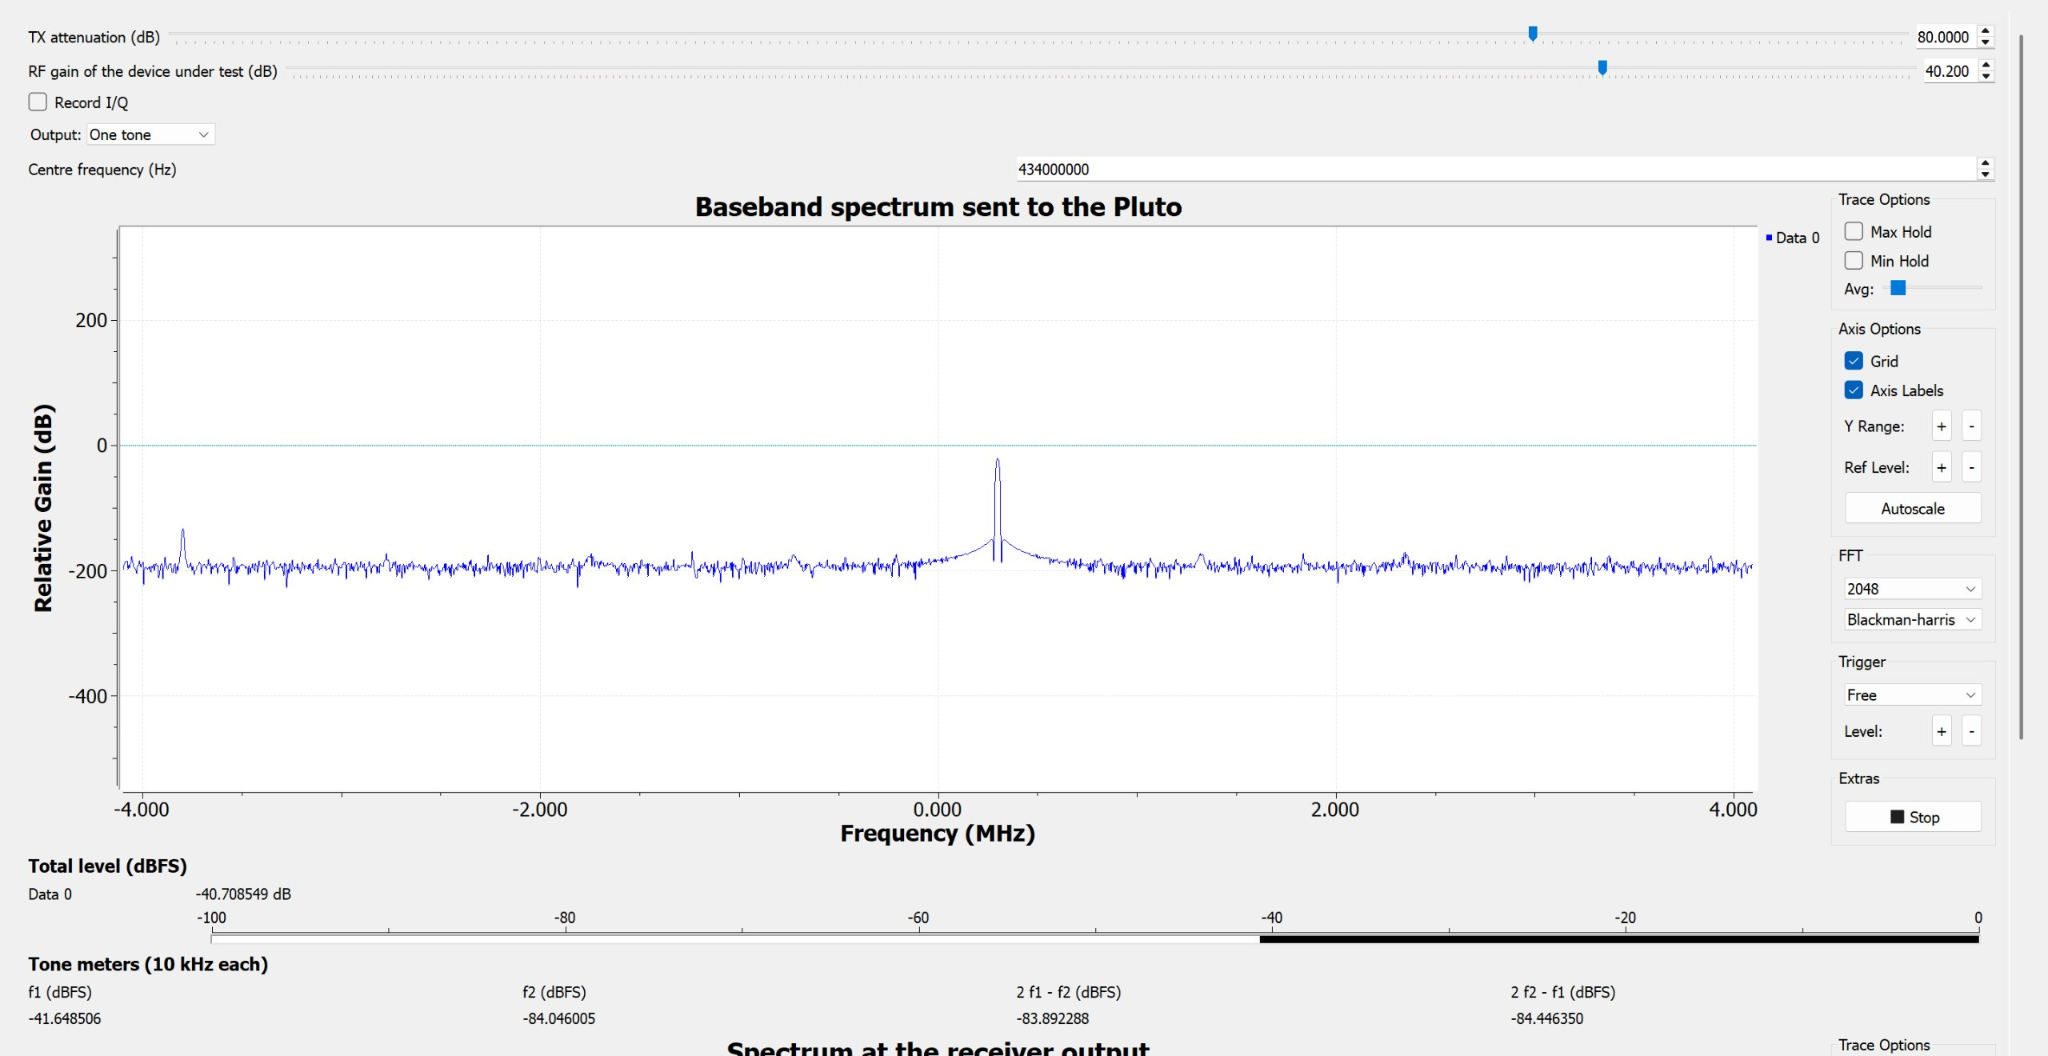 TX attenuation (dB) 80.0000
RF gain of the device under test (dB) 40.200
Record I/Q
Output: One tone
Centre frequency (Hz) 434000000
Baseband spectrum sent to the Pluto
Data 0
Relative Gain (dB)
200
0
-200
-400
-4.000 -2.000 0.000 2.000 4.000
Frequency (MHz)
Trace Options
Max Hold
Min Hold
Avg:
Axis Options
Grid
Axis Labels
Y Range: + -
Ref Level: + -
Autoscale
FFT
2048
Blackman-harris
Trigger
Free
Level: + -
Extras
Stop
Total level (dBFS)
Data 0 -40.708549 dB
-100 -80 -60 -40 -20 0
Tone meters (10 kHz each)
f1 (dBFS) f2 (dBFS) 2 f1 - f2 (dBFS) 2 f2 - f1 (dBFS)
-41.648506 -84.046005 -83.892288 -84.446350
Spectrum at the receiver output
Trace Options